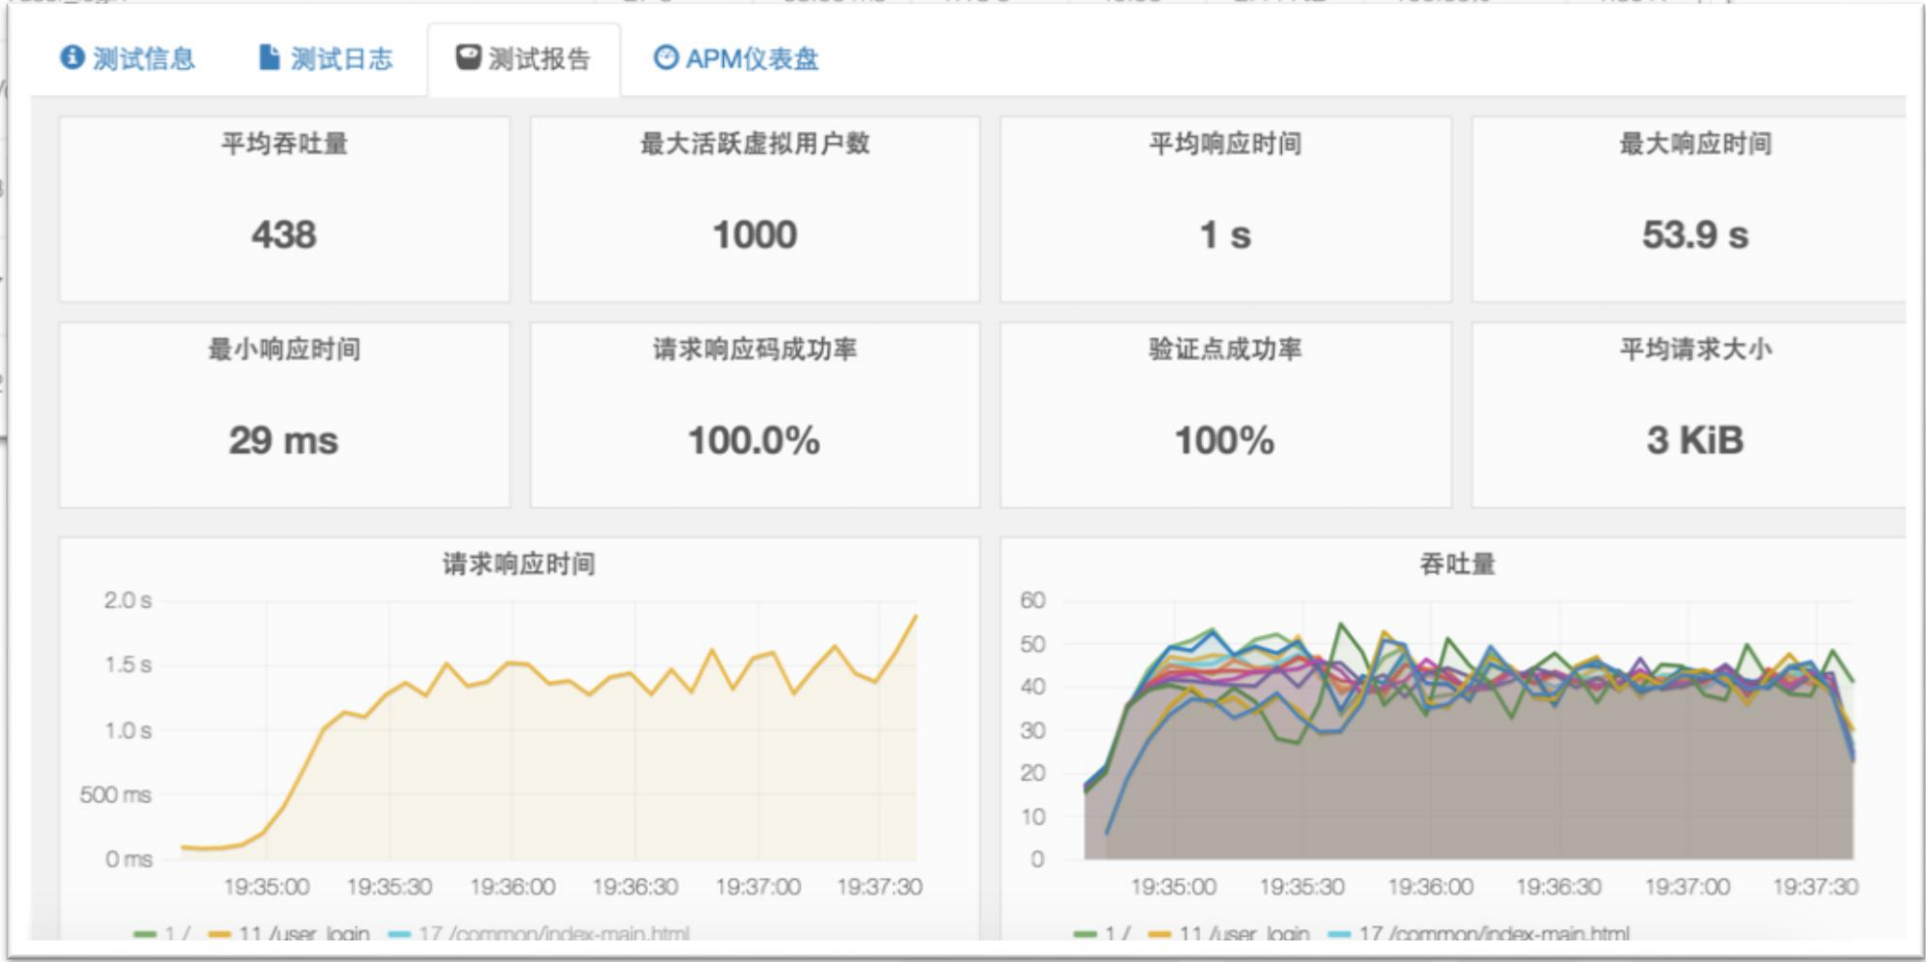 测试信息 测试日志 测试报告 APM仪表盘
平均吞吐量 最大活跃虚拟用户数 平均响应时间 最大响应时间
438 1000 1 s 53.9 s
最小响应时间 请求响应码成功率 验证点成功率 平均请求大小
29 ms 100.0% 100% 3 KiB
请求响应时间
2.0 s
1.5 s
1.0 s
500 ms
0 ms
19:35:00 19:35:30 19:36:00 19:36:30 19:37:00 19:37:30
1 / 11 /user_login 17 /common/index-main.html
吞吐量
60
50
40
30
20
10
0
19:35:00 19:35:30 19:36:00 19:36:30 19:37:00 19:37:30
1 / 11 /user_login 17 /common/index-main.html